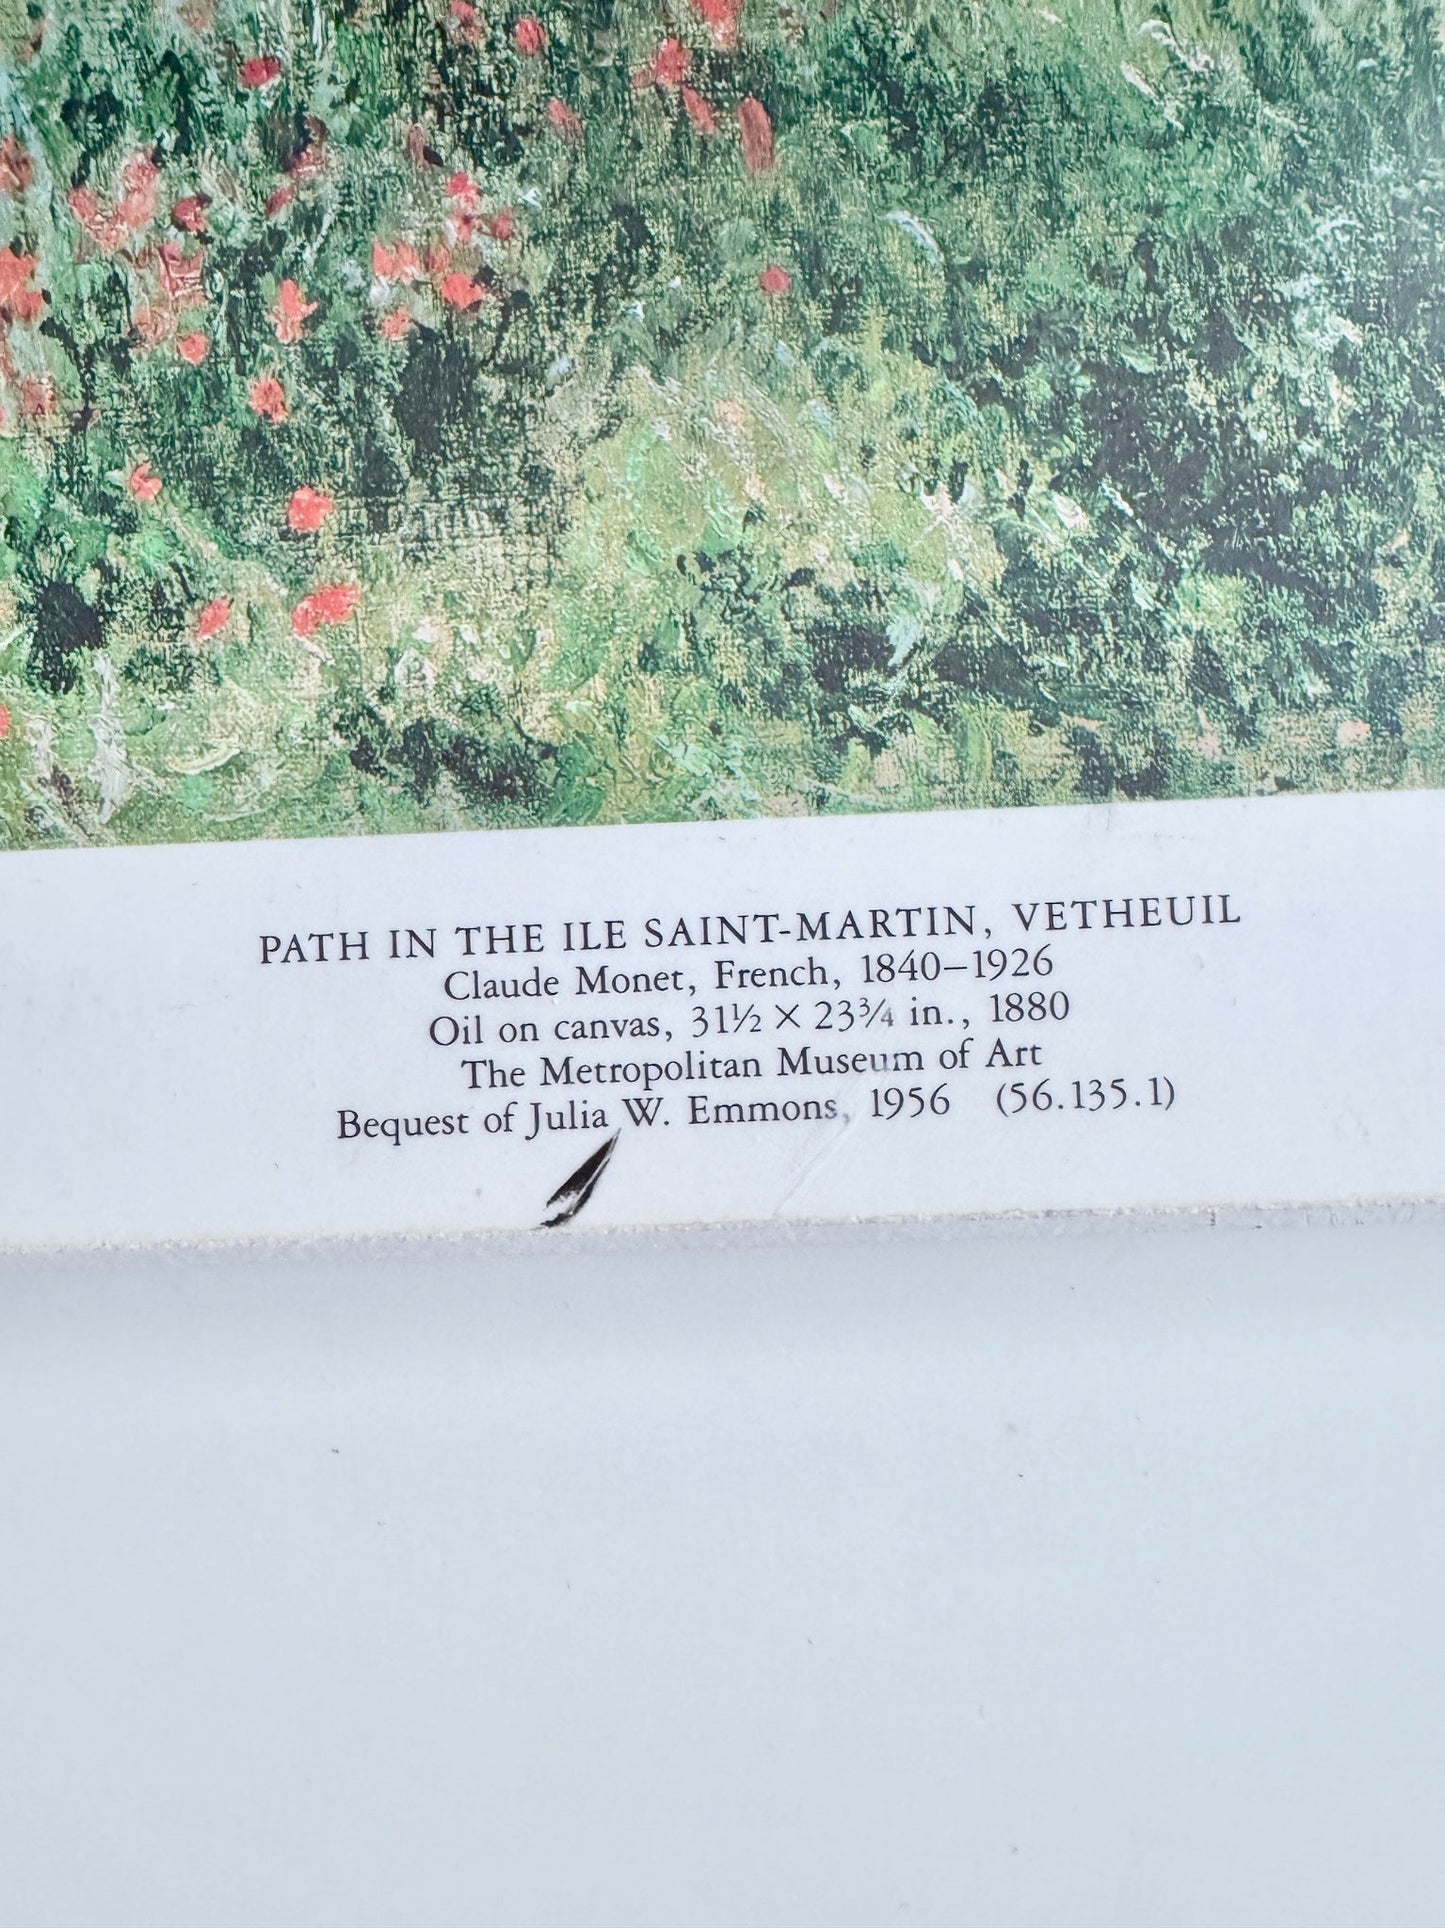 PATH IN THE ILE SAINT-MARTIN, VETHEUIL
Claude Monet, French, 1840–1926
Oil on canvas, 31½ × 23¾ in., 1880
The Metropolitan Museum of Art
Bequest of Julia W. Emmons, 1956 (56.135.1)